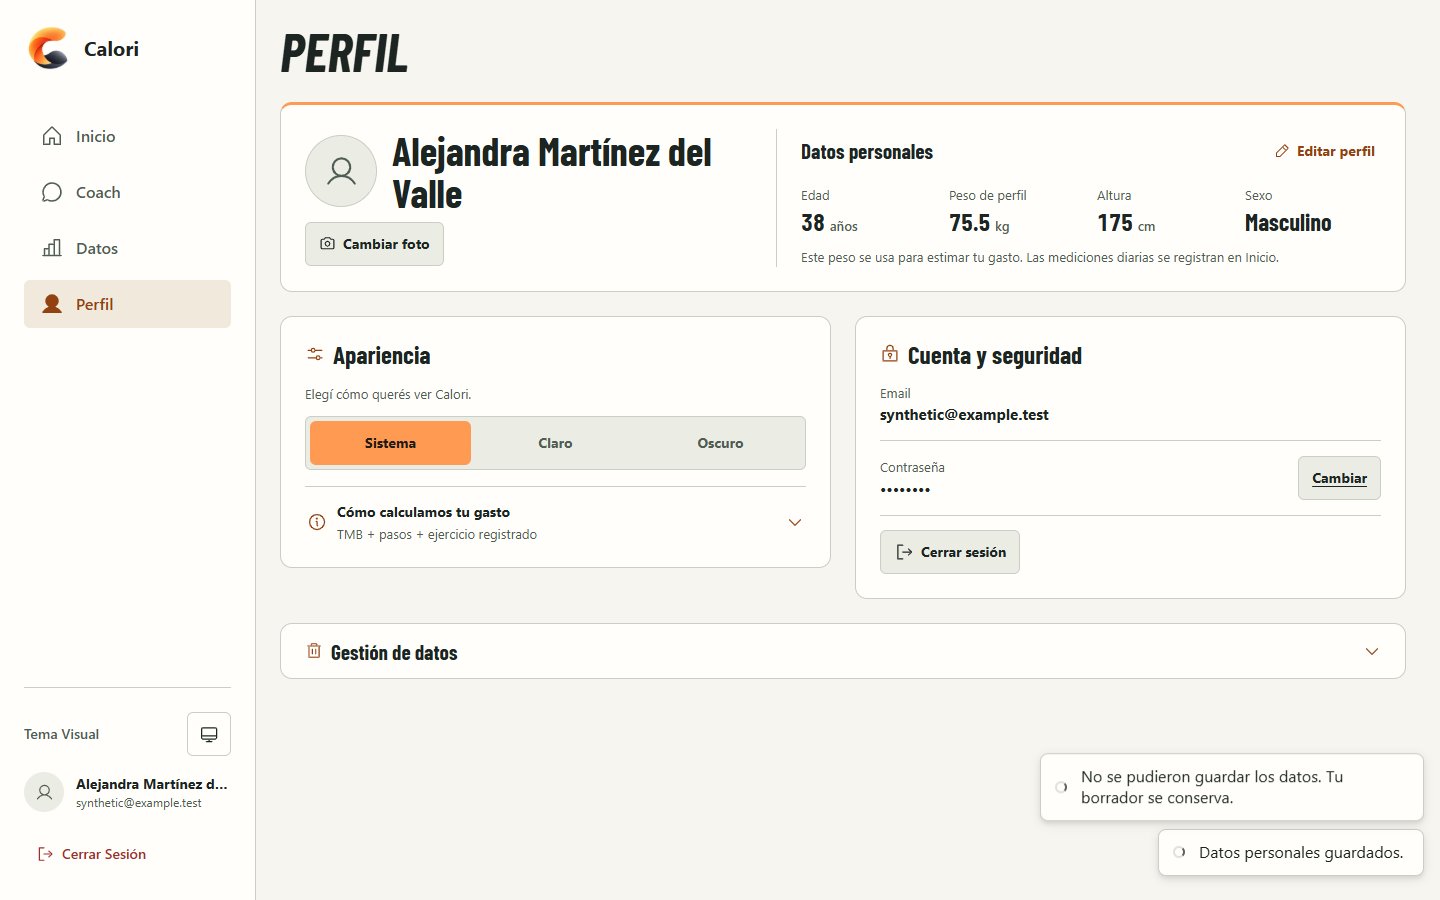 Calori
Inicio
Coach
Datos
Perfil
Tema Visual
Alejandra Martínez d...
synthetic@example.test
Cerrar Sesión
PERFIL
Alejandra Martínez del
Valle
Cambiar foto
Datos personales
Editar perfil
Edad
Peso de perfil
Altura
Sexo
38 años
75.5 kg
175 cm
Masculino
Este peso se usa para estimar tu gasto. Las mediciones diarias se registran en Inicio.
Apariencia
Elegí cómo querés ver Calori.
Sistema
Claro
Oscuro
Cómo calculamos tu gasto
TMB + pasos + ejercicio registrado
Cuenta y seguridad
Email
synthetic@example.test
Contraseña
••••••••
Cambiar
Cerrar sesión
Gestión de datos
No se pudieron guardar los datos. Tu
borrador se conserva.
Datos personales guardados.